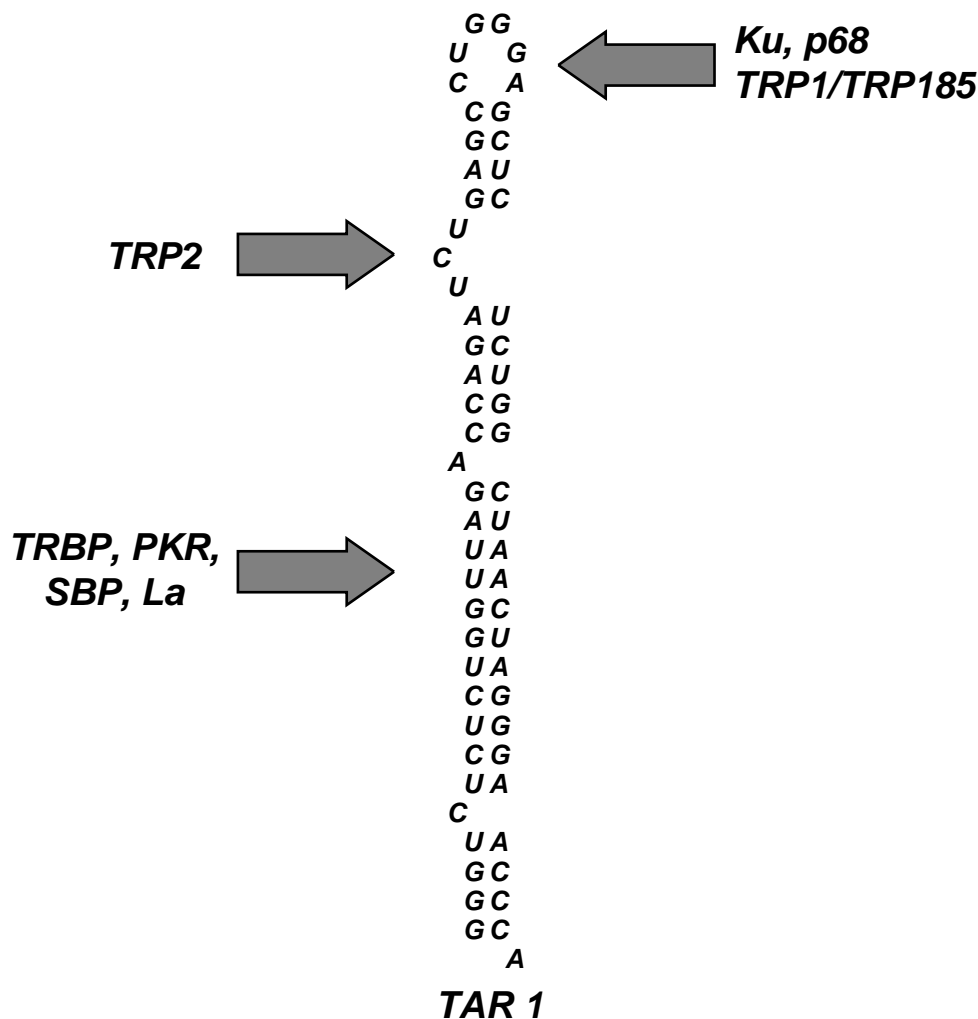 G G
U G
C A
C G
G C
A U
G C
U
C
U
A U
G C
A U
C G
C G
A
G C
A U
U A
U A
G C
G U
U A
C G
U G
C G
U A
C
U A
G C
G C
G C
A
Ku, p68
TRP1/TRP185
TRP2
TRBP, PKR,
SBP, La
TAR 1